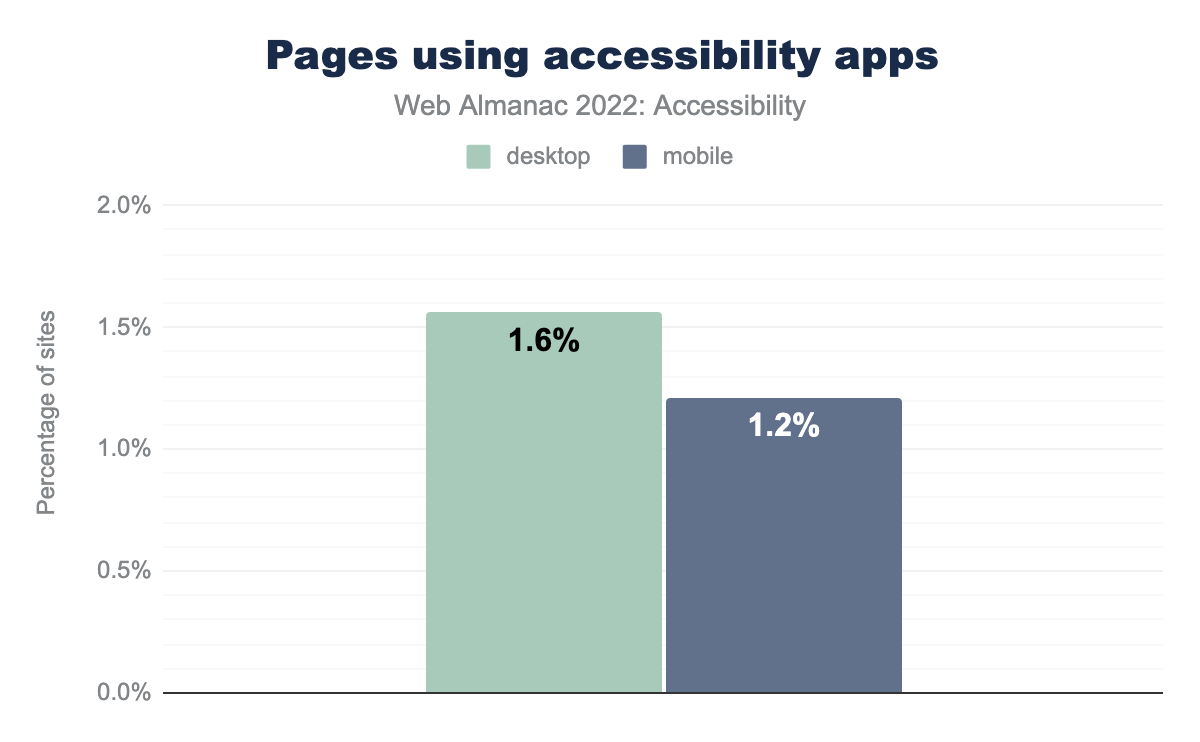 Pages using accessibility apps
Web Almanac 2022: Accessibility
desktop mobile
Percentage of sites
2.0%
1.5%
1.0%
0.5%
0.0%
1.6%
1.2%